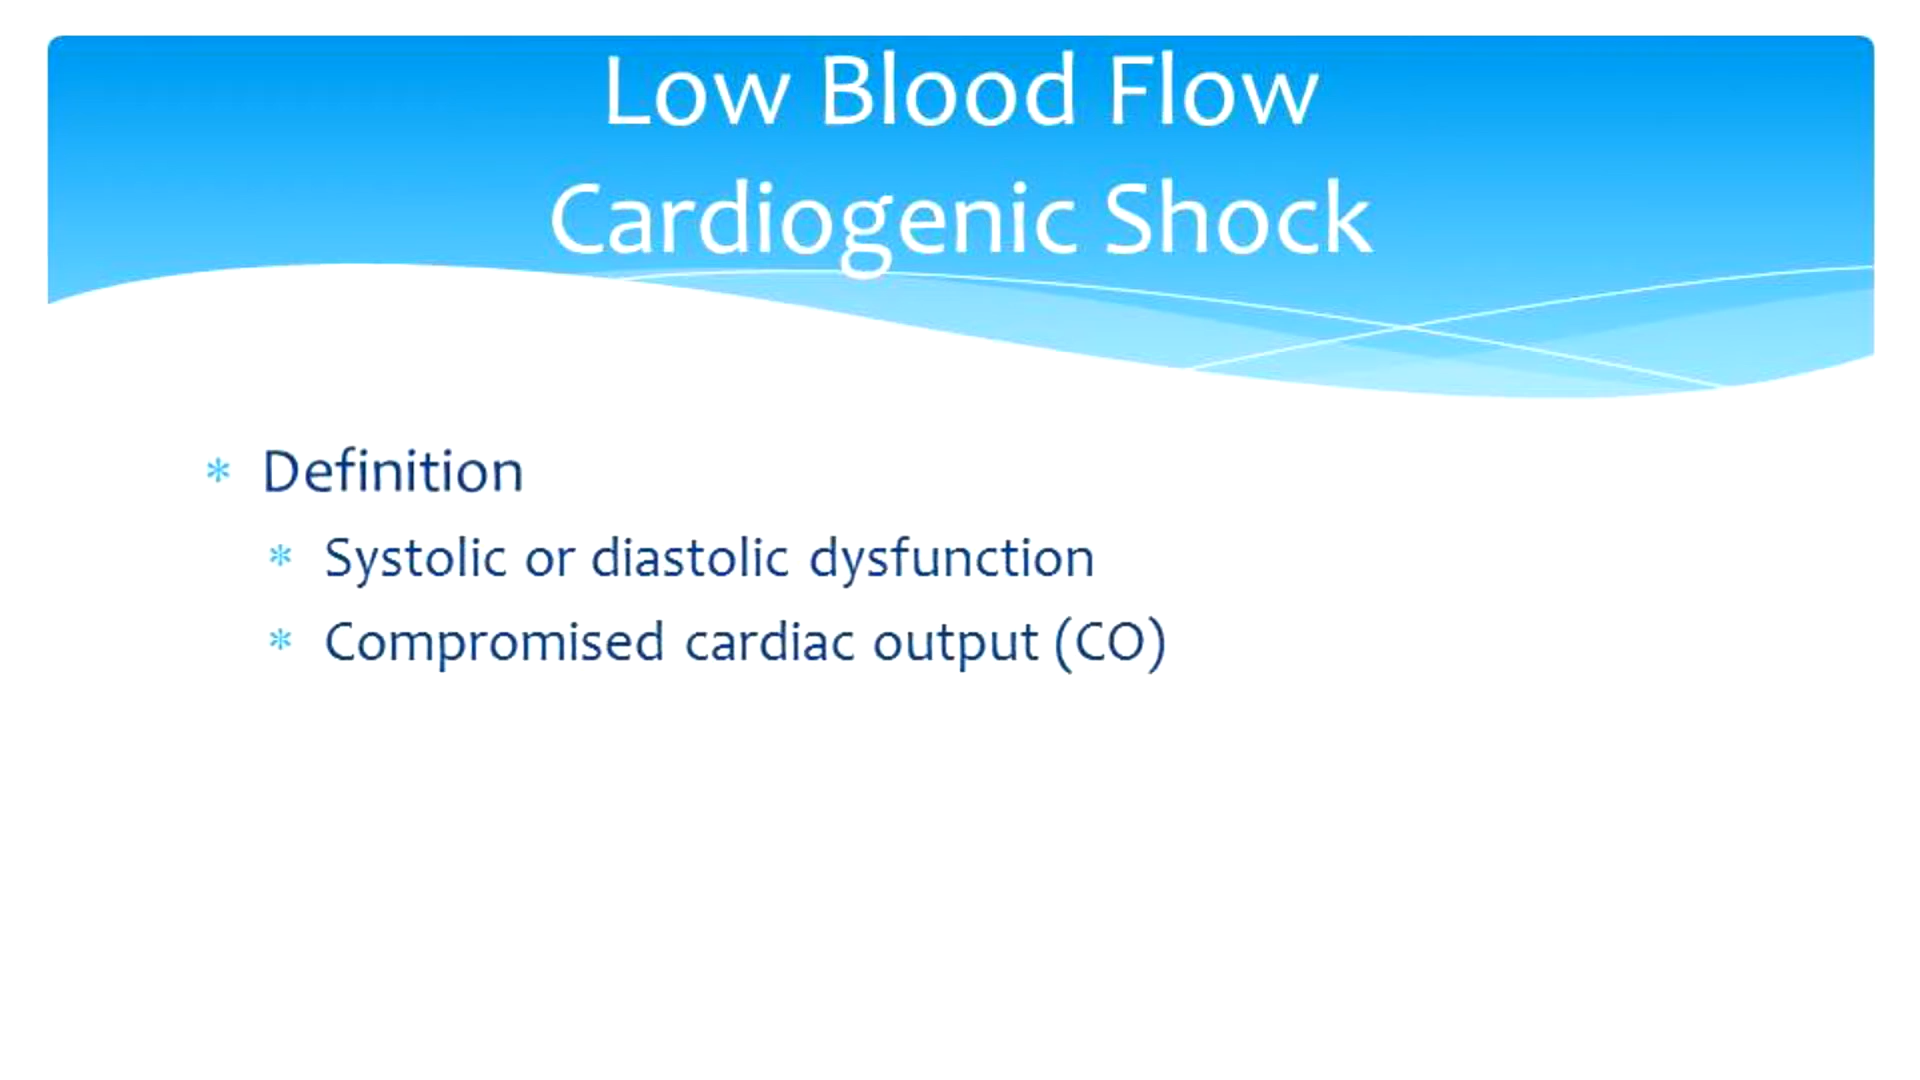 Low Blood Flow
Cardiogenic Shock
* Definition
* Systolic or diastolic dysfunction
* Compromised cardiac output (CO)